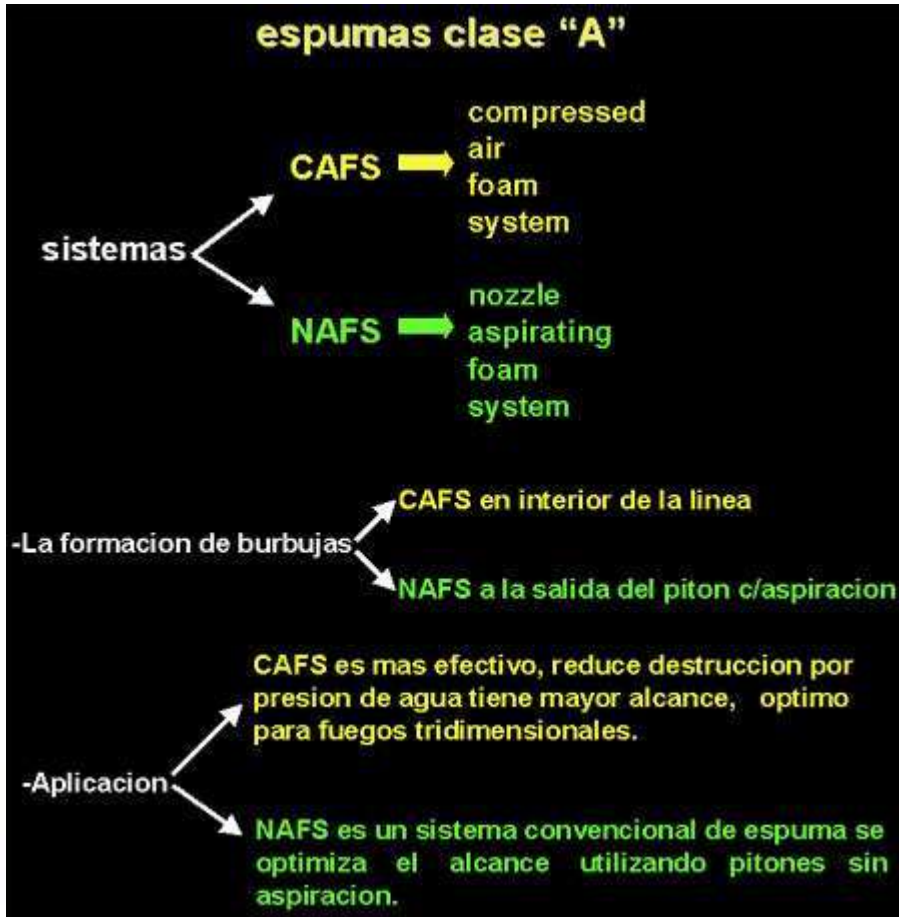 espumas clase “A”
compressed
air
foam
system
CAFS
sistemas
nozzle
aspirating
foam
system
NAFS
CAFS en interior de la linea
-La formacion de burbujas
NAFS a la salida del piton c/aspiracion
CAFS es mas efectivo, reduce destruccion por
presion de agua tiene mayor alcance, optimo
para fuegos tridimensionales.
-Aplicacion
NAFS es un sistema convencional de espuma se
optimiza el alcance utilizando pitones sin
aspiracion.